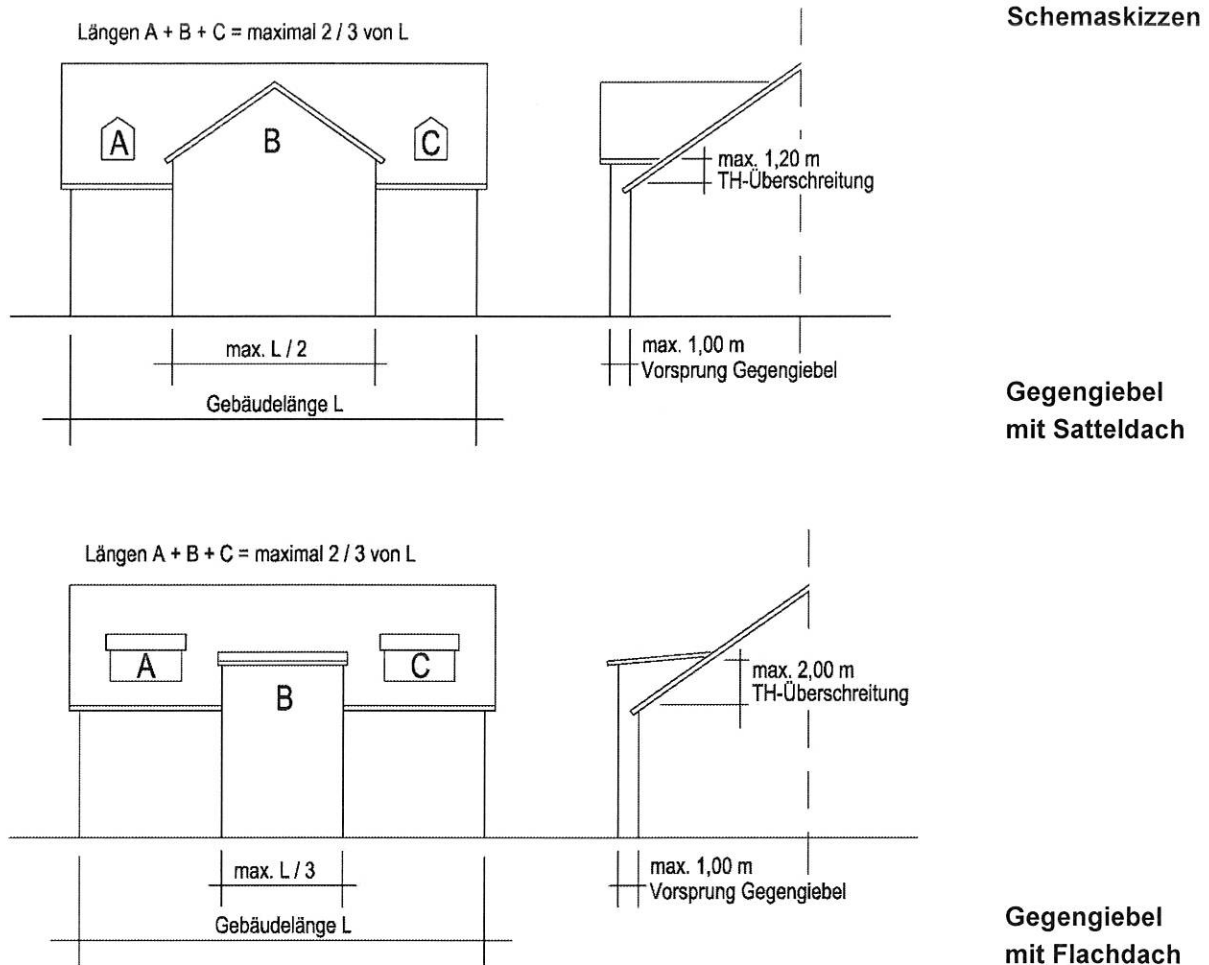 Schemaskizzen
Längen A + B + C = maximal 2 / 3 von L
A
B
C
max. 1,20 m
TH-Überschreitung
max. L / 2
max. 1,00 m
Vorsprung Gegengiebel
Gebäudelänge L
Gegengiebel
mit Satteldach
Längen A + B + C = maximal 2 / 3 von L
A
B
C
max. 2,00 m
TH-Überschreitung
max. L / 3
max. 1,00 m
Vorsprung Gegengiebel
Gebäudelänge L
Gegengiebel
mit Flachdach